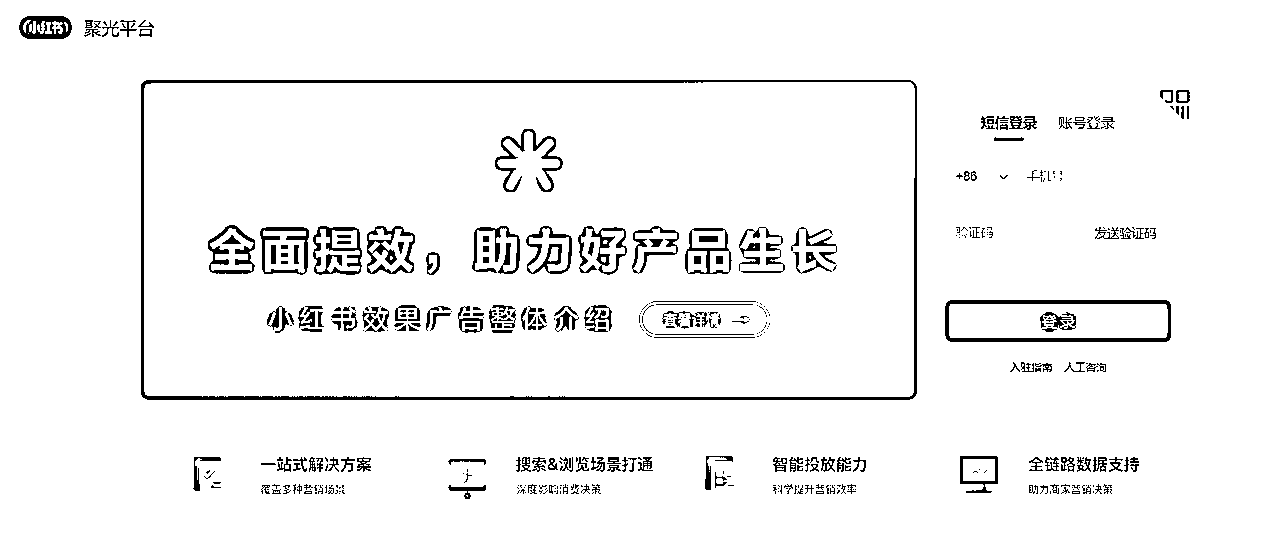 小红书 聚光平台
全面提效，助力好产品生长
小红书效果广告整体介绍 查看详情
短信登录 账号登录
+86 手机号
验证码 发送验证码
登录
入驻指南 人工咨询
一站式解决方案
覆盖多种营销场景
搜索&浏览场景打通
深度影响消费决策
智能投放能力
科学提升营销效率
全链路数据支持
助力商家营销决策